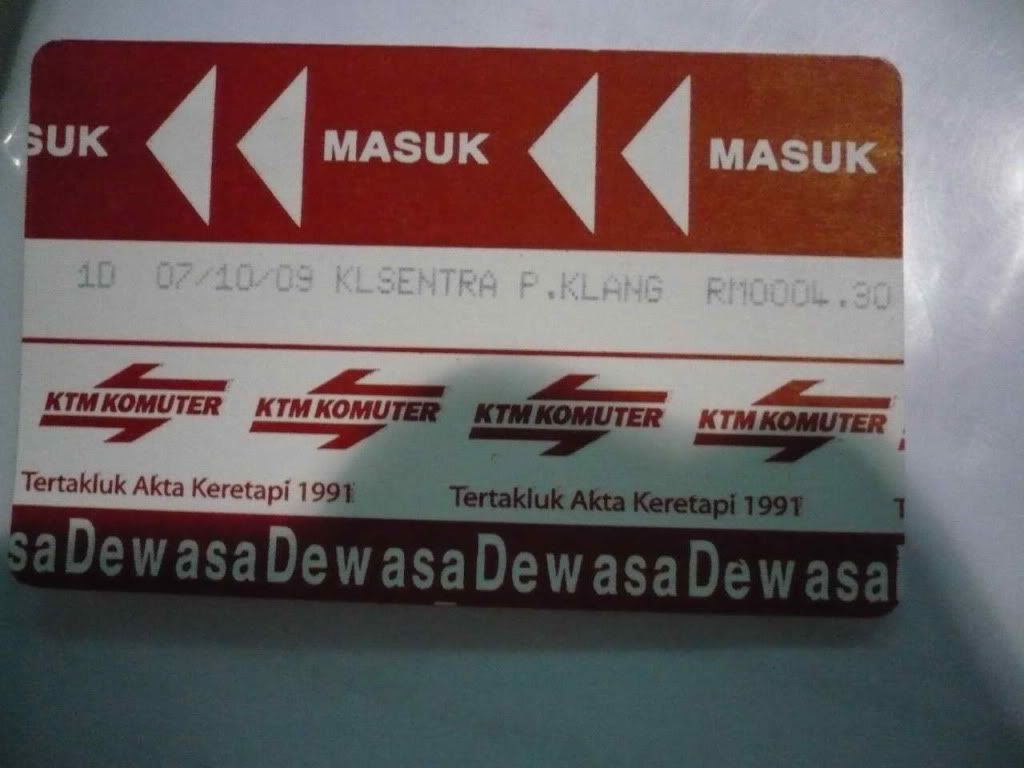 SUK MASUK MASUK
1D 07/10/09 KLSENTRA P.KLANG RM0004.30
KTM KOMUTER KTM KOMUTER KTM KOMUTER KTM KOMUTER
Tertakluk Akta Keretapi 1991 Tertakluk Akta Keretapi 1991 T
saDewasaDewasaDewasaDewasa